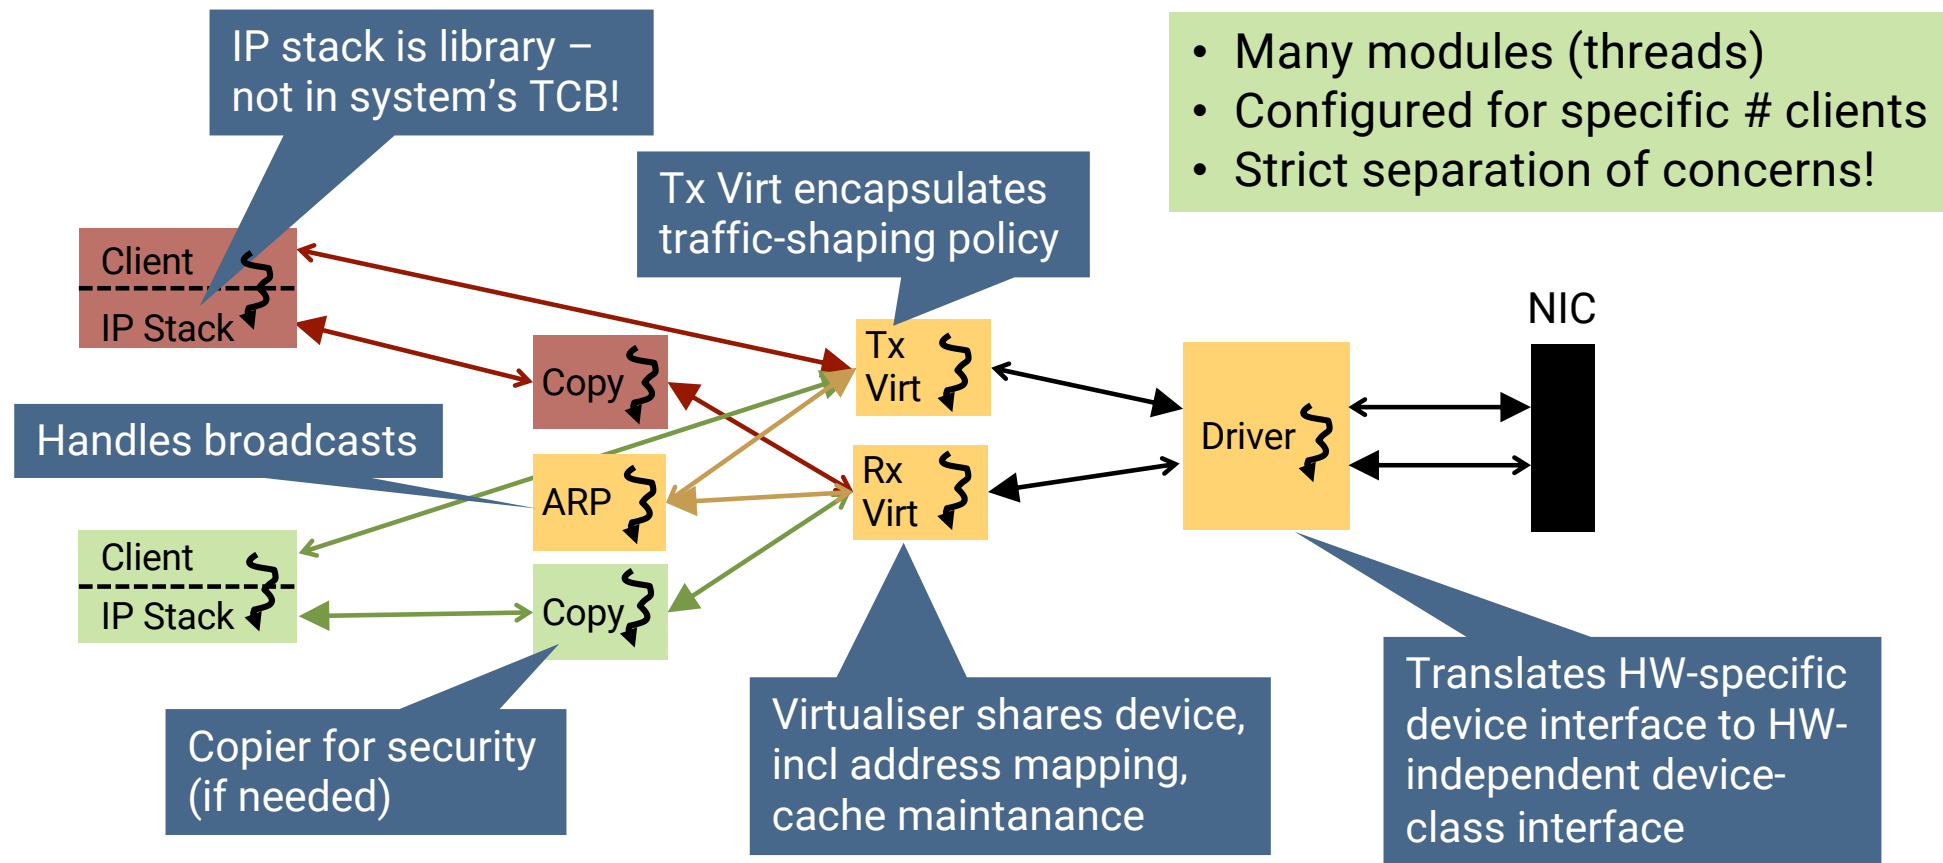 IP stack is library –
not in system’s TCB!
• Many modules (threads)
• Configured for specific # clients
• Strict separation of concerns!
Tx Virt encapsulates
traffic-shaping policy
Client
IP Stack
NIC
Copy
Tx
Virt
Driver
Handles broadcasts
ARP
Rx
Virt
Client
IP Stack
Copy
Copier for security
(if needed)
Virtualiser shares device,
incl address mapping,
cache maintanance
Translates HW-specific
device interface to HW-
independent device-
class interface